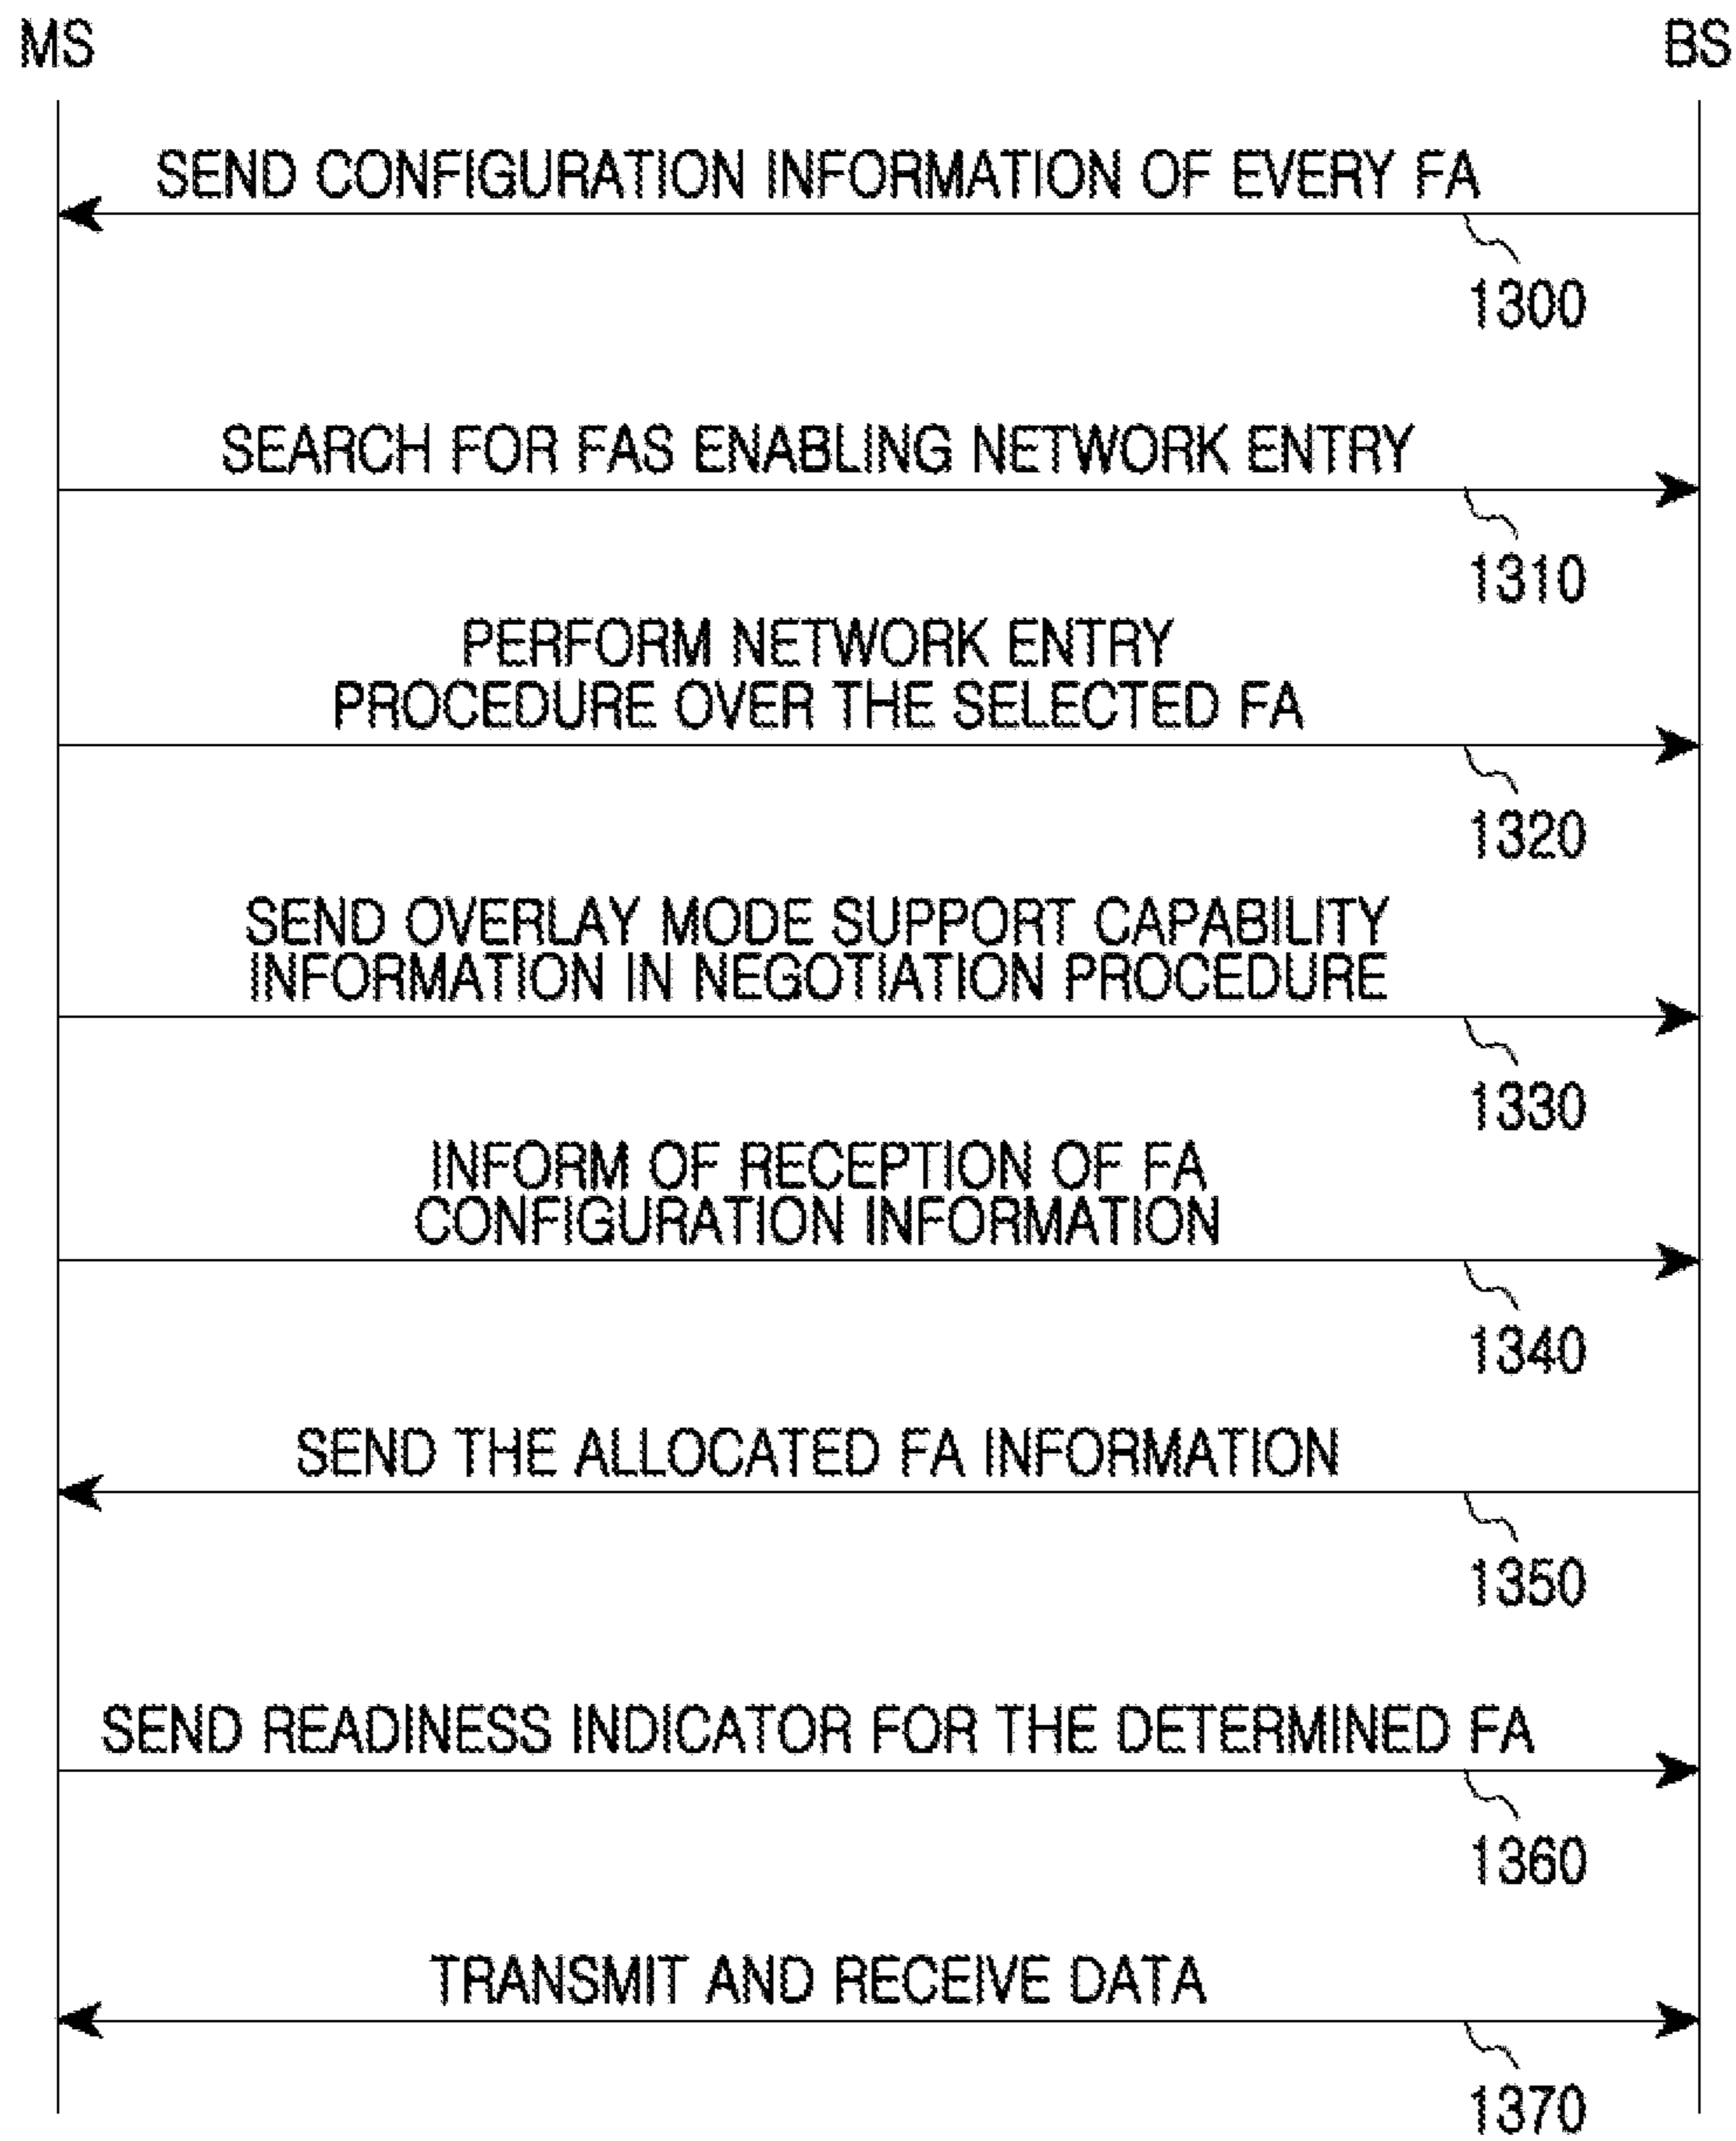 MS
BS
SEND CONFIGURATION INFORMATION OF EVERY FA
1300
SEARCH FOR FAS ENABLING NETWORK ENTRY
1310
PERFORM NETWORK ENTRY
PROCEDURE OVER THE SELECTED FA
1320
SEND OVERLAY MODE SUPPORT CAPABILITY
INFORMATION IN NEGOTIATION PROCEDURE
1330
INFORM OF RECEPTION OF FA
CONFIGURATION INFORMATION
1340
SEND THE ALLOCATED FA INFORMATION
1350
SEND READINESS INDICATOR FOR THE DETERMINED FA
1360
TRANSMIT AND RECEIVE DATA
1370